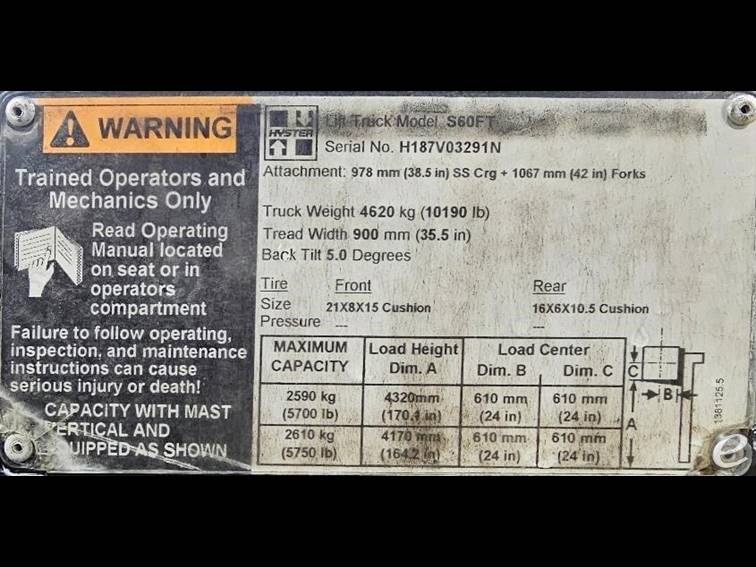 WARNING
Trained Operators and
Mechanics Only
Read Operating
Manual located
on seat or in
operators
compartment
Failure to follow operating,
inspection, and maintenance
instructions can cause
serious injury or death!
CAPACITY WITH MAST
VERTICAL AND
EQUIPPED AS SHOWN
HYSTER
Lift Truck Model S60FT
Serial No. H187V03291N
Attachment: 978 mm (38.5 in) SS Crg + 1067 mm (42 in) Forks
Truck Weight 4620 kg (10190 lb)
Tread Width 900 mm (35.5 in)
Back Tilt 5.0 Degrees
Tire Front Rear
Size 21X8X15 Cushion 16X6X10.5 Cushion
Pressure --- ---
MAXIMUM CAPACITY Load Height Dim. A Load Center Dim. B Dim. C
2590 kg (5700 lb) 4320mm (170.1 in) 610 mm (24 in) 610 mm (24 in)
2610 kg (5750 lb) 4170 mm (164.2 in) 610 mm (24 in) 610 mm (24 in)
C
B
A
1381125.5
e